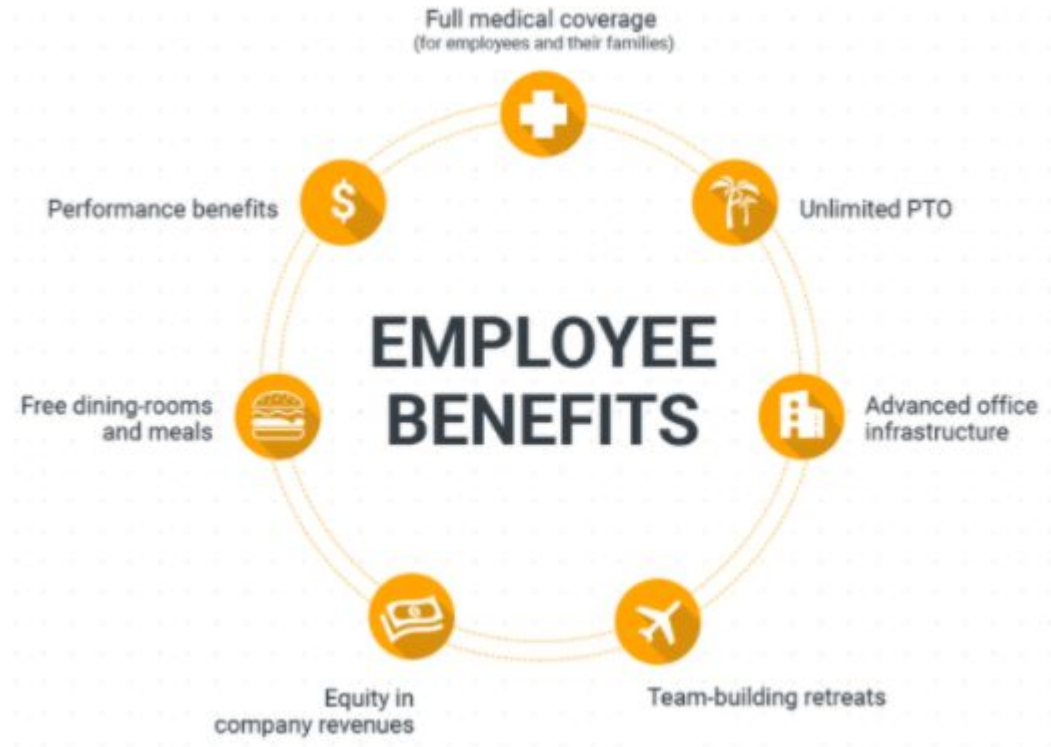 Full medical coverage
(for employees and their families)
Performance benefits
Unlimited PTO
EMPLOYEE
BENEFITS
Free dining-rooms
and meals
Advanced office
infrastructure
Equity in
company revenues
Team-building retreats